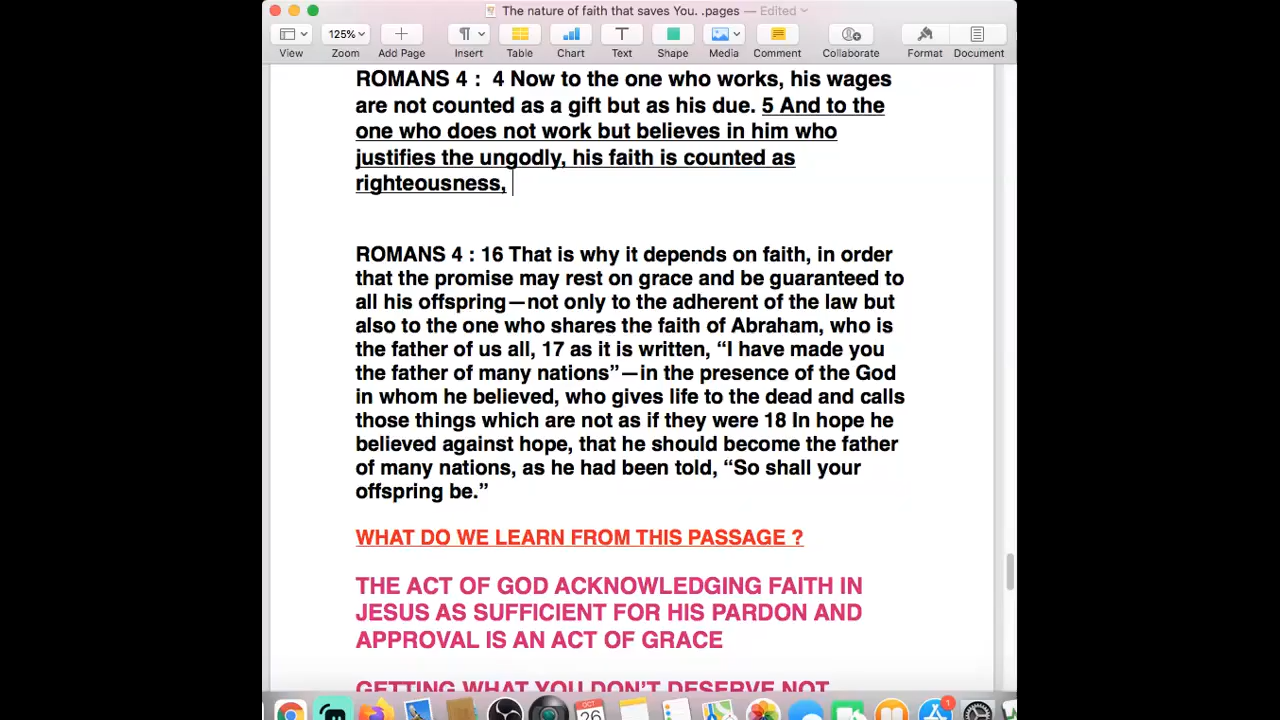 The nature of faith that saves You. .pages — Edited
125%
View
Zoom
Add Page
Insert
Table
Chart
Text
Shape
Media
Comment
Collaborate
Format
Document
ROMANS 4 : 4 Now to the one who works, his wages
are not counted as a gift but as his due. 5 And to the
one who does not work but believes in him who
justifies the ungodly, his faith is counted as
righteousness,
ROMANS 4 : 16 That is why it depends on faith, in order
that the promise may rest on grace and be guaranteed to
all his offspring—not only to the adherent of the law but
also to the one who shares the faith of Abraham, who is
the father of us all, 17 as it is written, “I have made you
the father of many nations”—in the presence of the God
in whom he believed, who gives life to the dead and calls
those things which are not as if they were 18 In hope he
believed against hope, that he should become the father
of many nations, as he had been told, “So shall your
offspring be.”
WHAT DO WE LEARN FROM THIS PASSAGE ?
THE ACT OF GOD ACKNOWLEDGING FAITH IN
JESUS AS SUFFICIENT FOR HIS PARDON AND
APPROVAL IS AN ACT OF GRACE
GETTING WHAT YOU DON’T DESERVE NOT
OCT
26
1